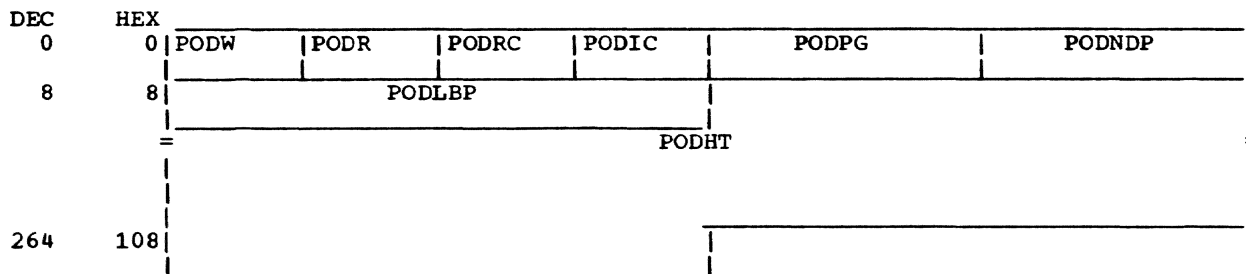 DEC HEX
0 0 PODW PODR PODRC PODIC PODPG PODNDP
8 8 PODLBP
= PODHT =
264 108